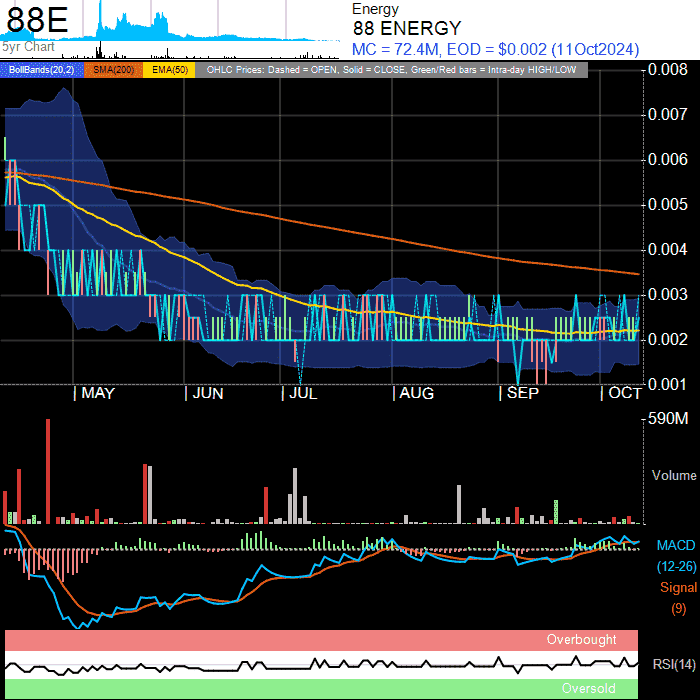 88E
5yr Chart
Energy
88 ENERGY
MC = 72.4M, EOD = $0.002 (11Oct2024)
BollBands(20,2) SMA(200) EMA(50) OHLC Prices: Dashed = OPEN, Solid = CLOSE, Green/Red bars = Intra-day HIGH/LOW
0.008
0.007
0.006
0.005
0.004
0.003
0.002
0.001
MAY JUN JUL AUG SEP OCT
590M
Volume
MACD
(12-26)
Signal
(9)
Overbought
RSI(14)
Oversold